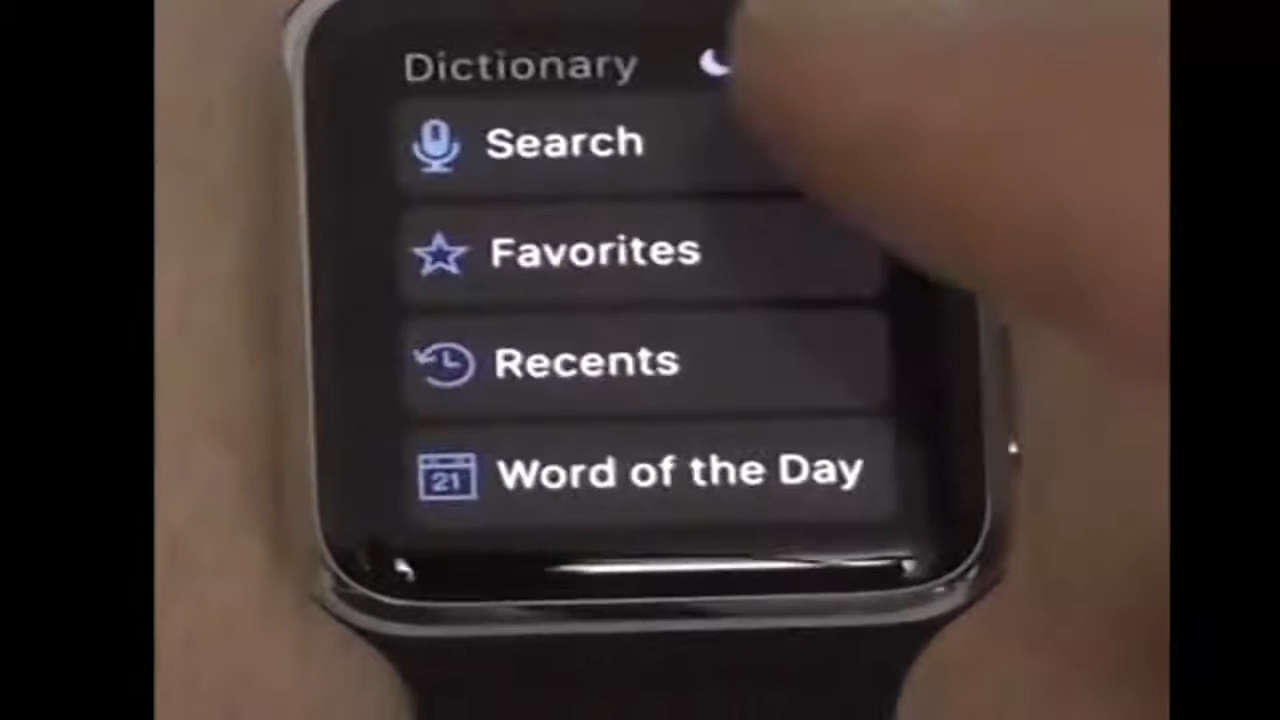 Dictionary
Search
Favorites
Recents
21
Word of the Day